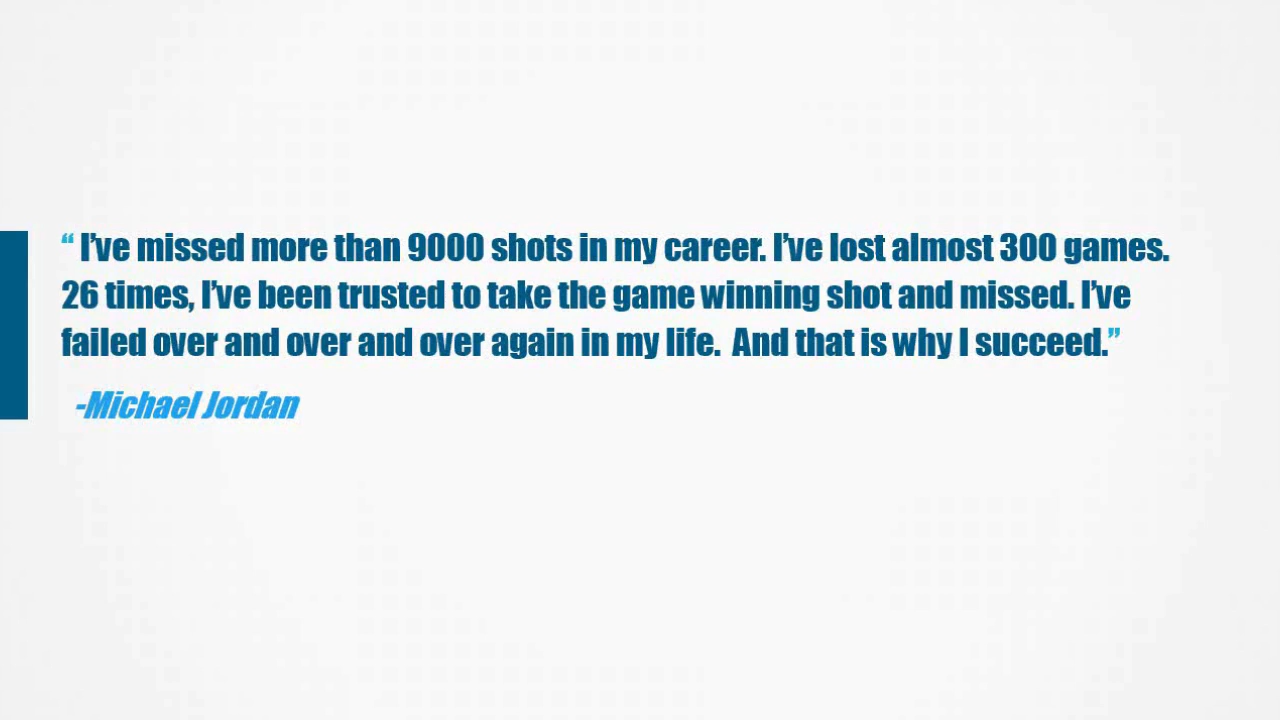 “ I’ve missed more than 9000 shots in my career. I’ve lost almost 300 games.
26 times, I’ve been trusted to take the game winning shot and missed. I’ve
failed over and over and over again in my life.  And that is why I succeed.”
-Michael Jordan